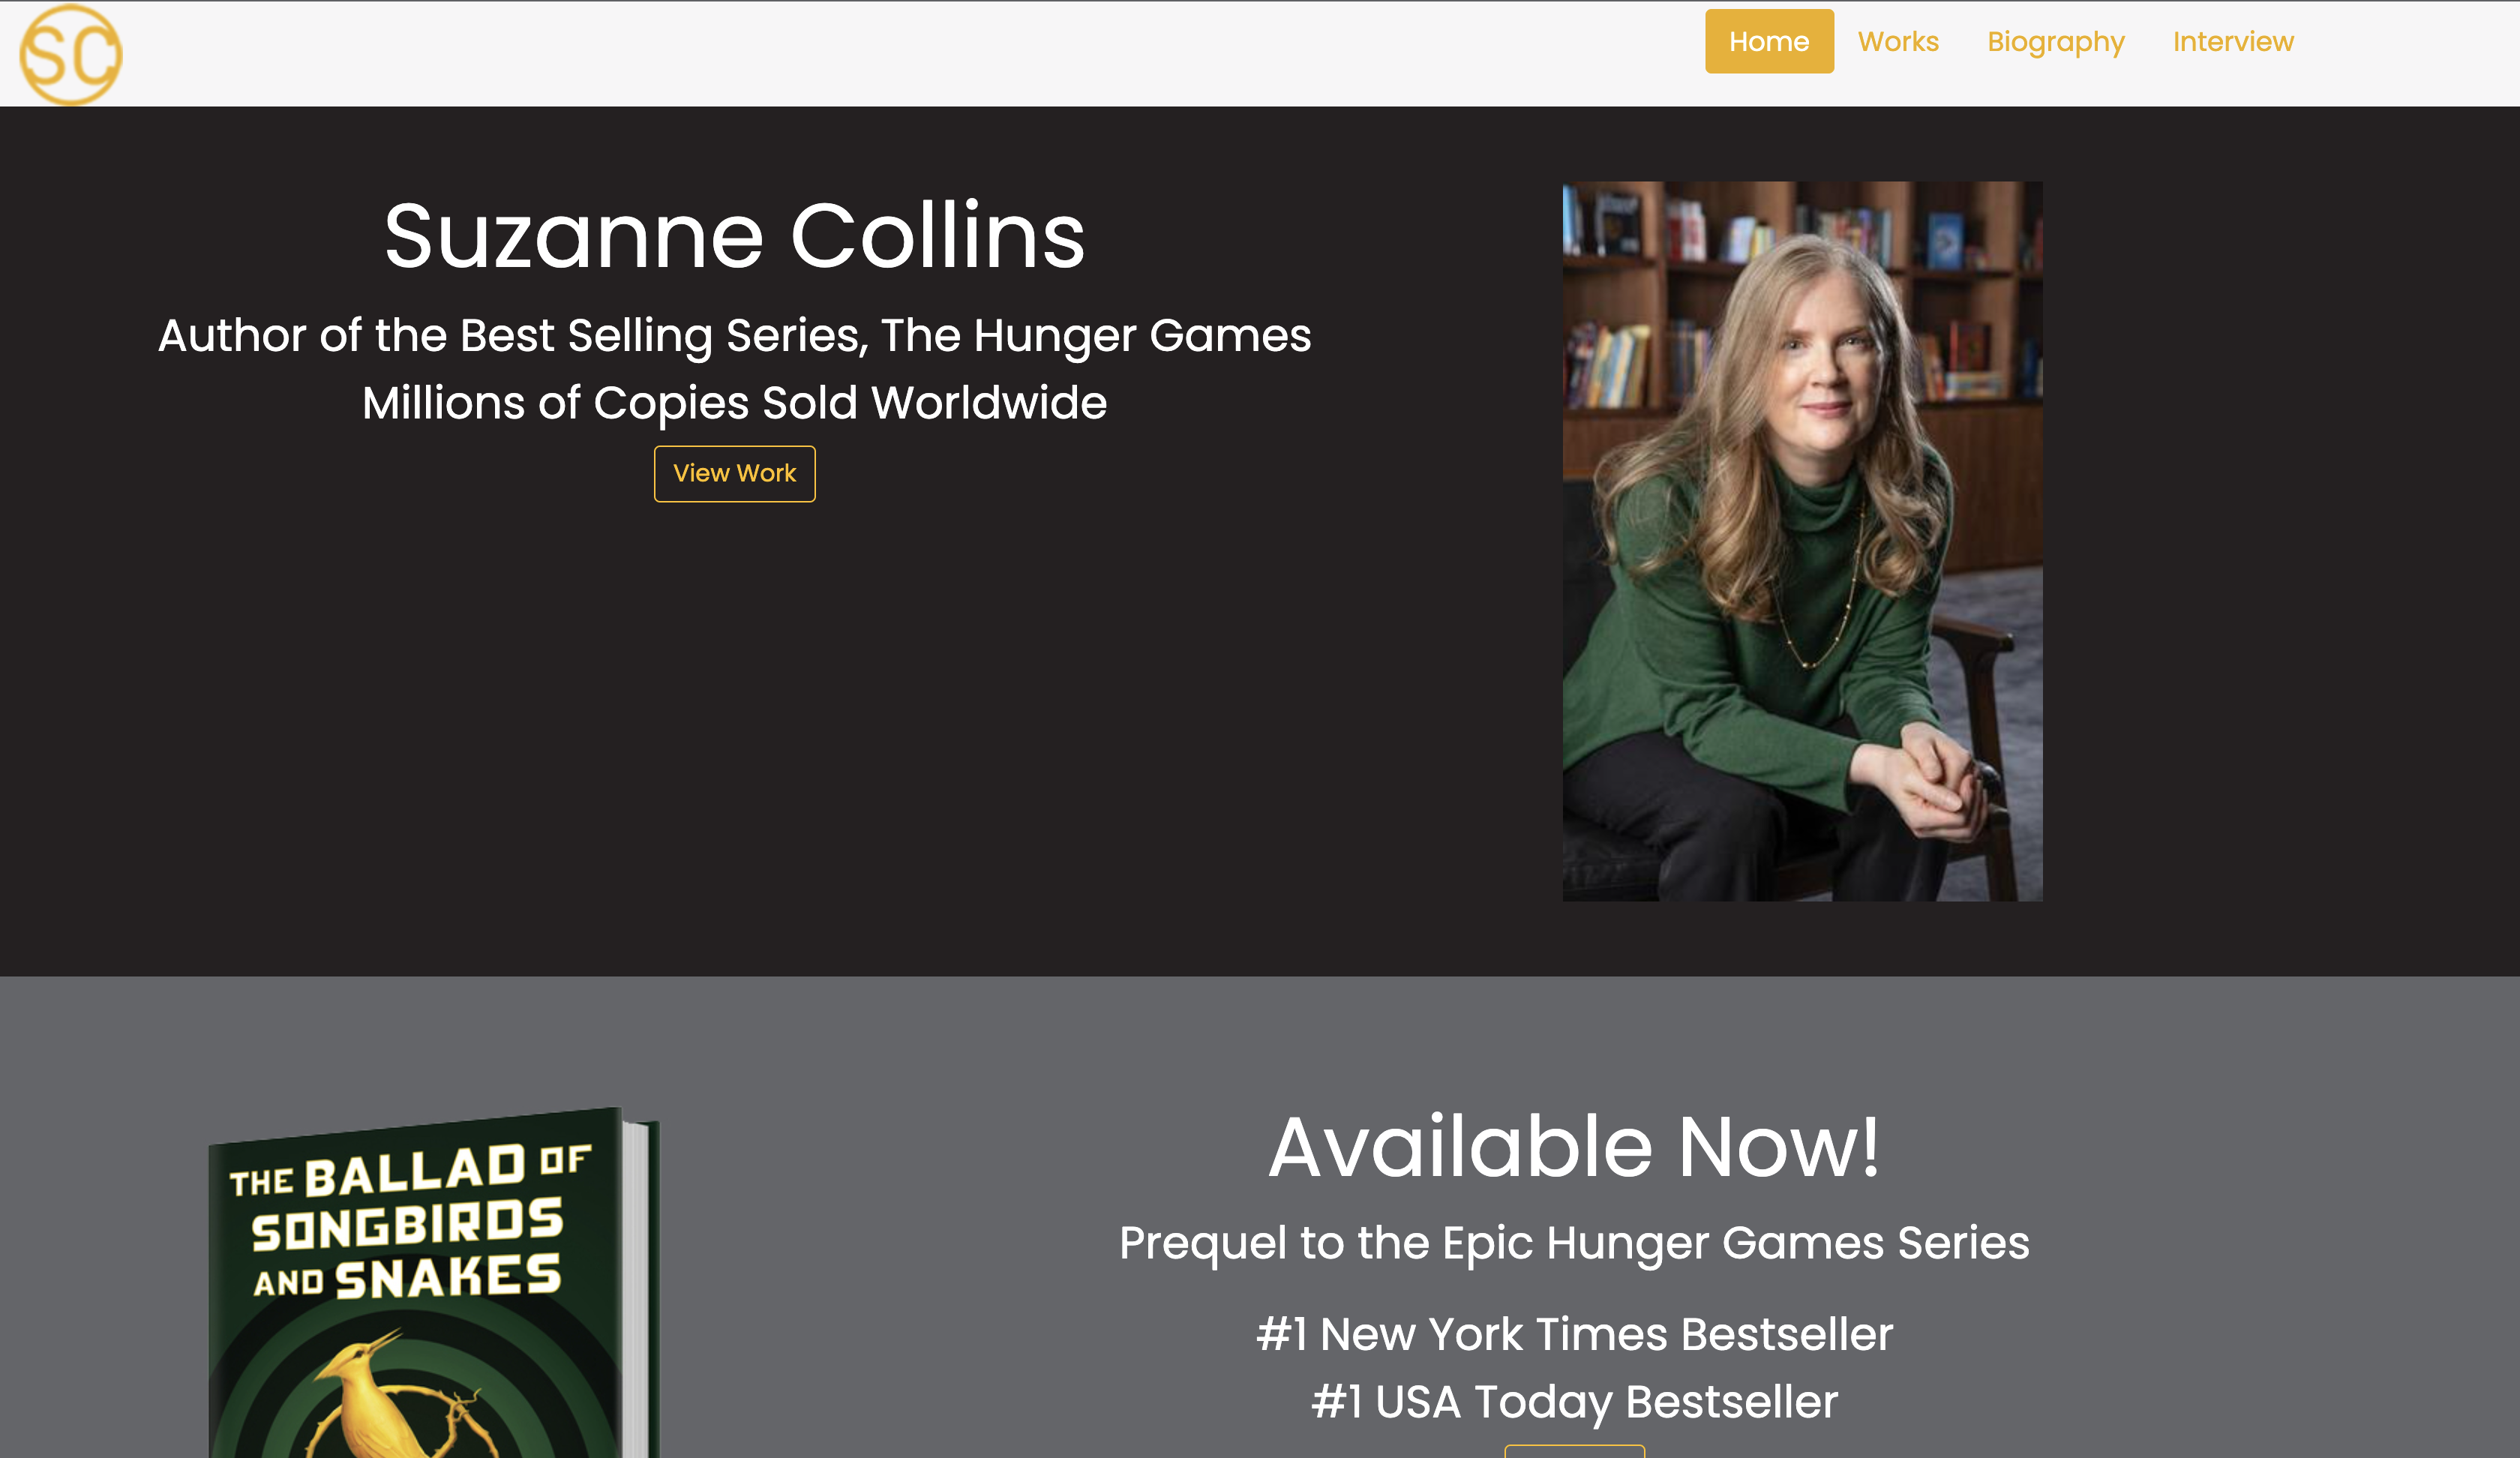 SC
Home Works Biography Interview
Suzanne Collins
Author of the Best Selling Series, The Hunger Games
Millions of Copies Sold Worldwide
View Work
THE BALLAD OF
SONGBIRDS
AND SNAKES
Available Now!
Prequel to the Epic Hunger Games Series
#1 New York Times Bestseller
#1 USA Today Bestseller